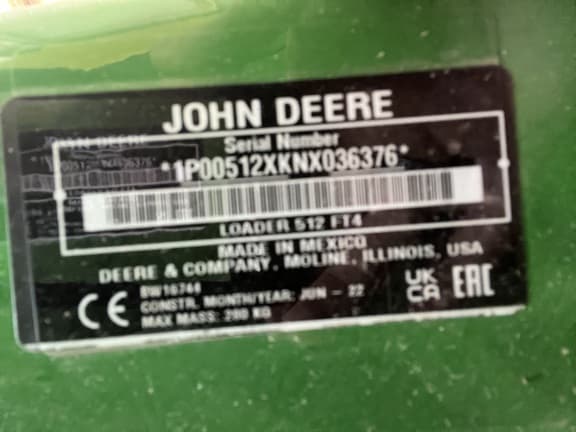 JOHN DEERE
Serial Number
*1P00512XKNX036376*
LOADER 512 FT4
MADE IN MEXICO
DEERE & COMPANY, MOLINE, ILLINOIS, USA
BW16744
CONSTR. MONTH/YEAR: JUN - 22
MAX MASS: 280 KG
CE
UK
CA
EAC